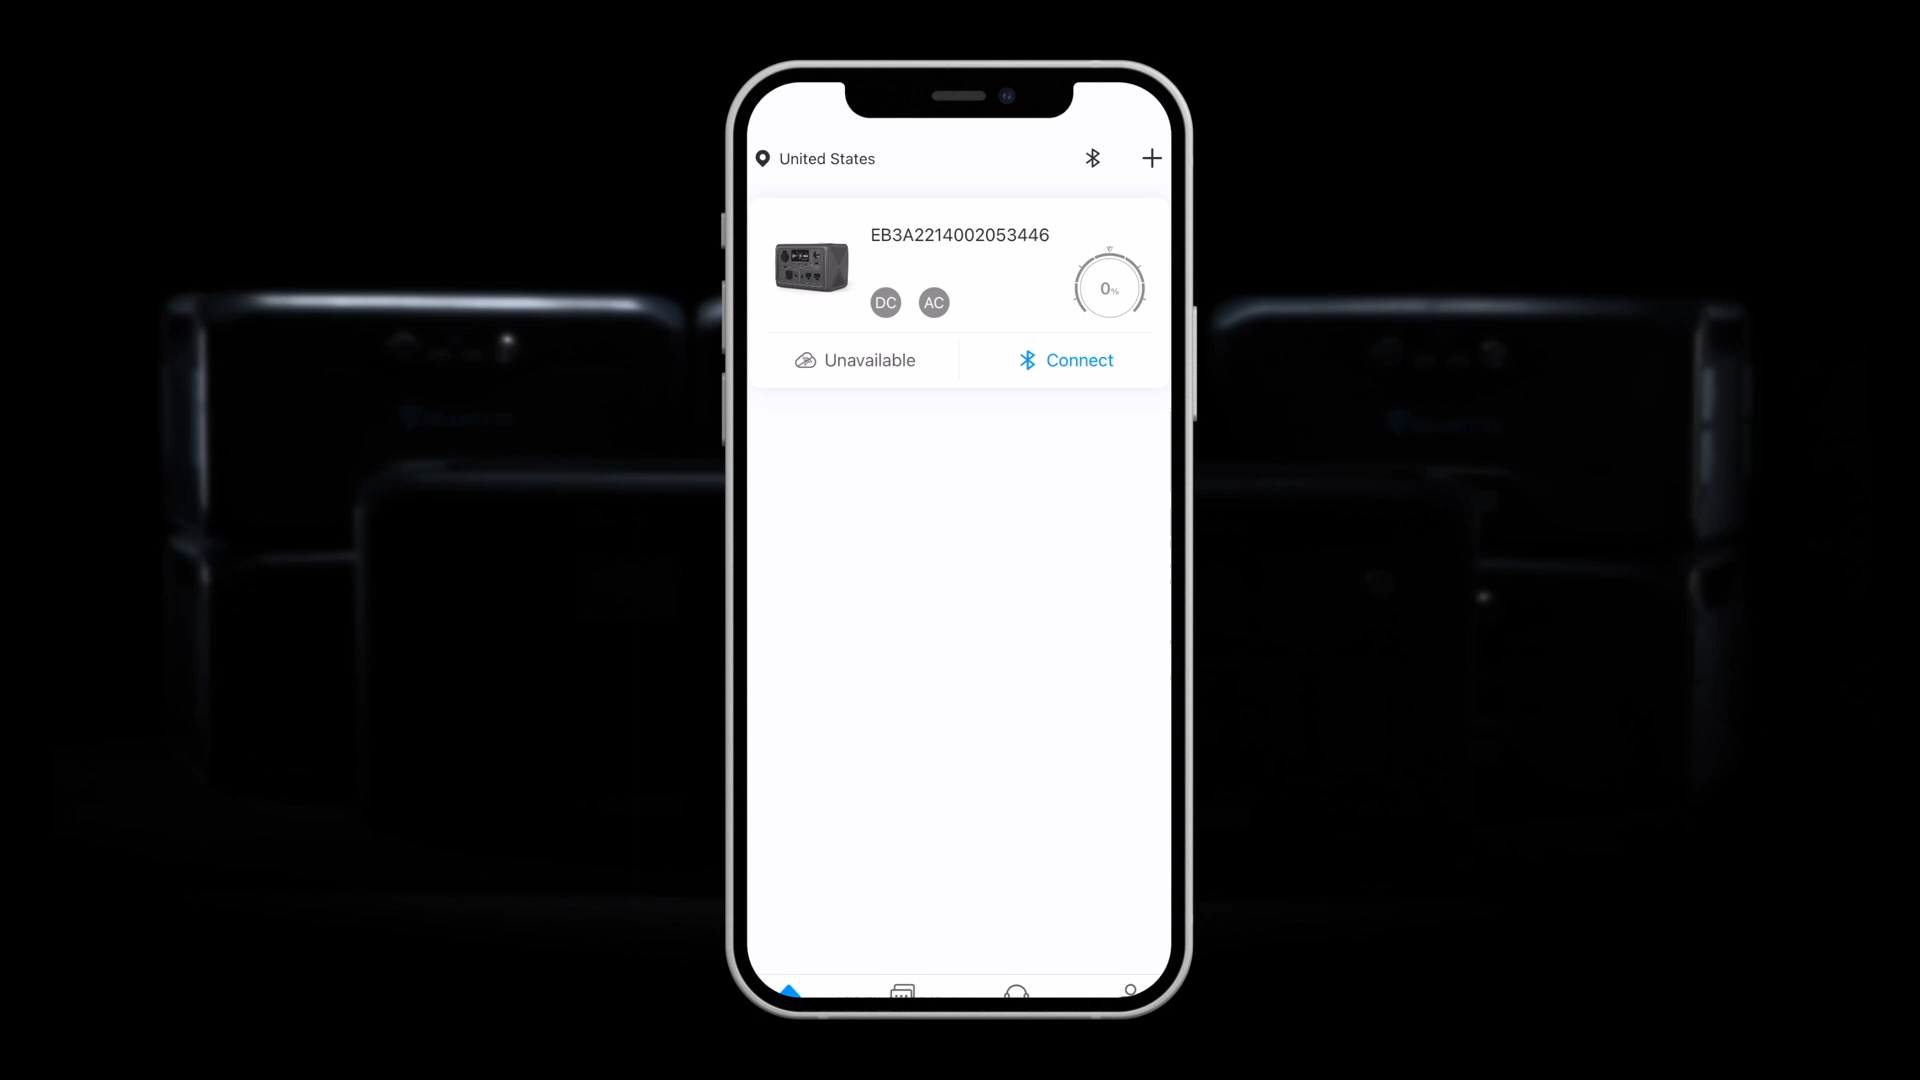 United States
EB3A2214002053446
DC AC
0%
Unavailable
Connect